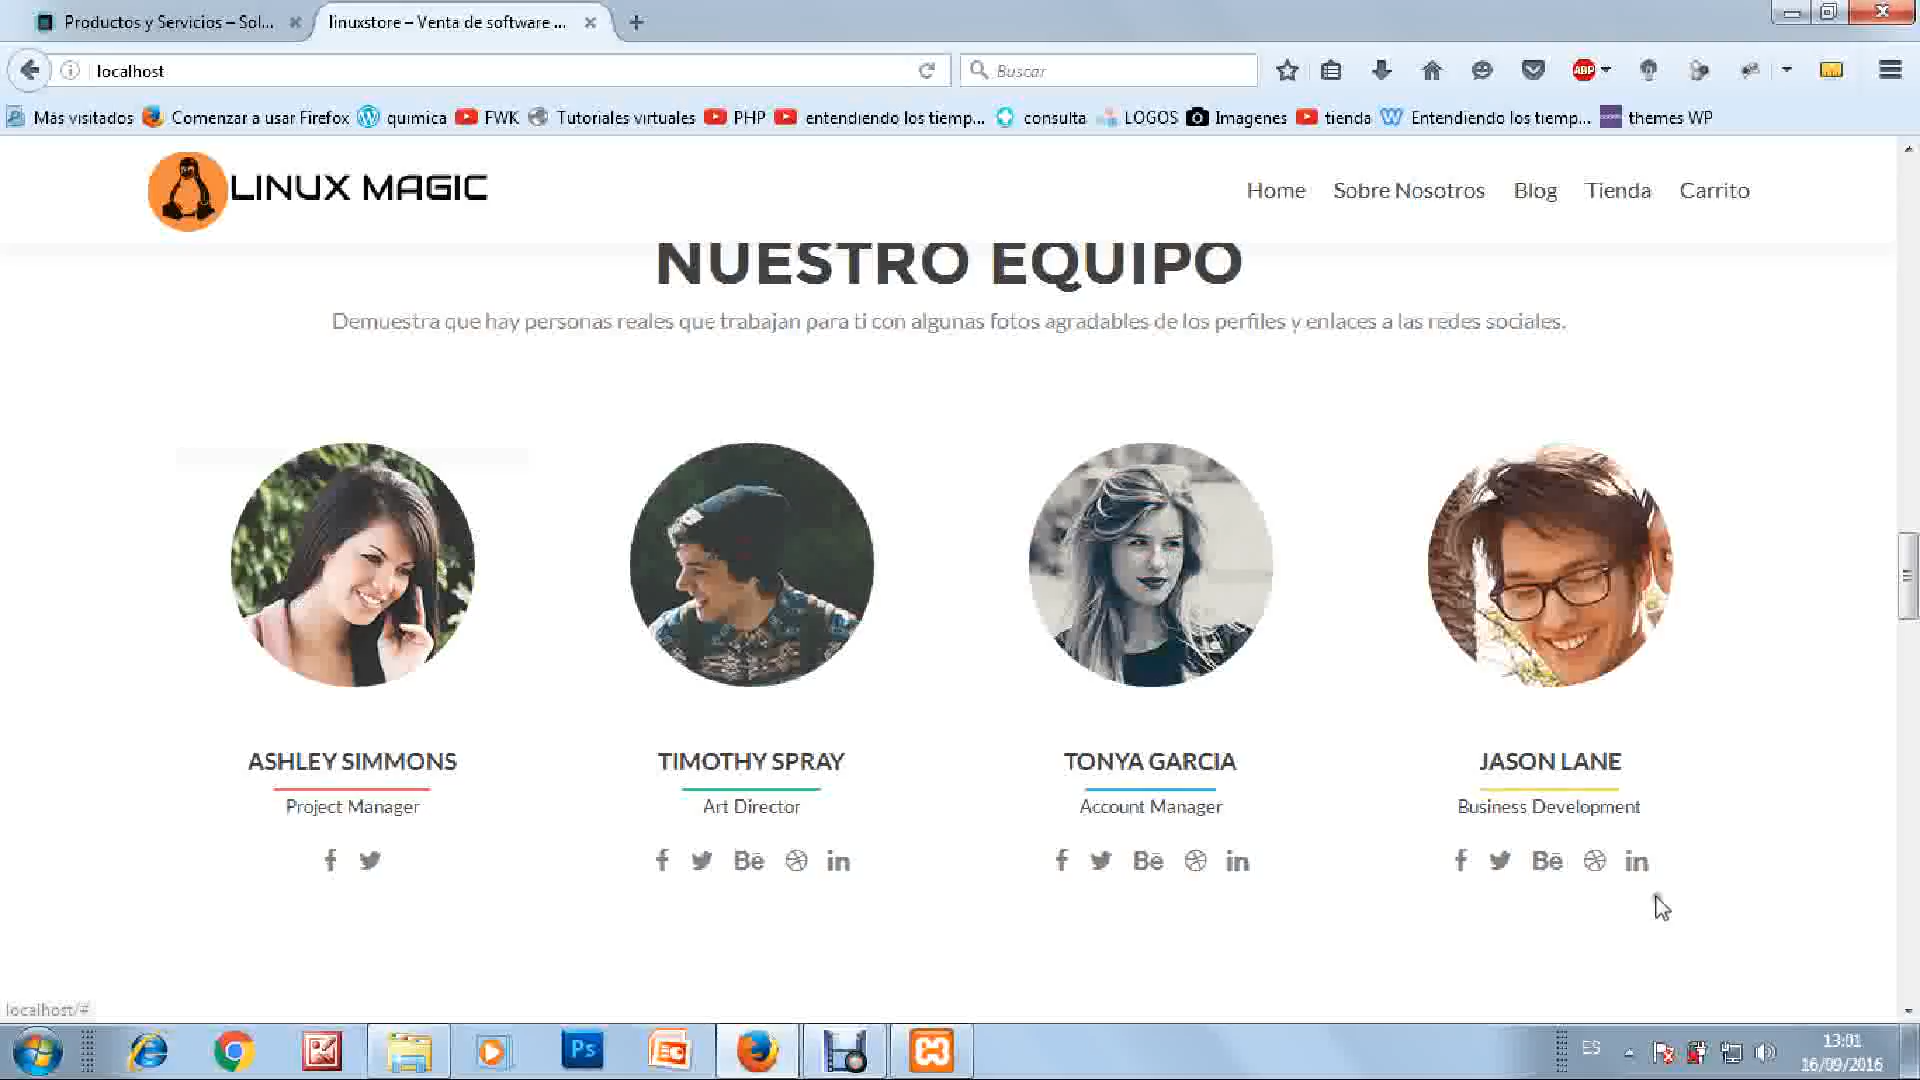 Productos y Servicios – Sol...
linuxstore – Venta de software ...
localhost
Buscar
ABP
Más visitados Comenzar a usar Firefox quimica FWK Tutoriales virtuales PHP entendiendo los tiemp... consulta LOGOS Imagenes tienda Entendiendo los tiemp... themes WP
LINUX MAGIC
Home Sobre Nosotros Blog Tienda Carrito
NUESTRO EQUIPO
Demuestra que hay personas reales que trabajan para ti con algunas fotos agradables de los perfiles y enlaces a las redes sociales.
ASHLEY SIMMONS TIMOTHY SPRAY TONYA GARCIA JASON LANE
Project Manager Art Director Account Manager Business Development
localhost/#
Ps
ES
13:01
16/09/2016